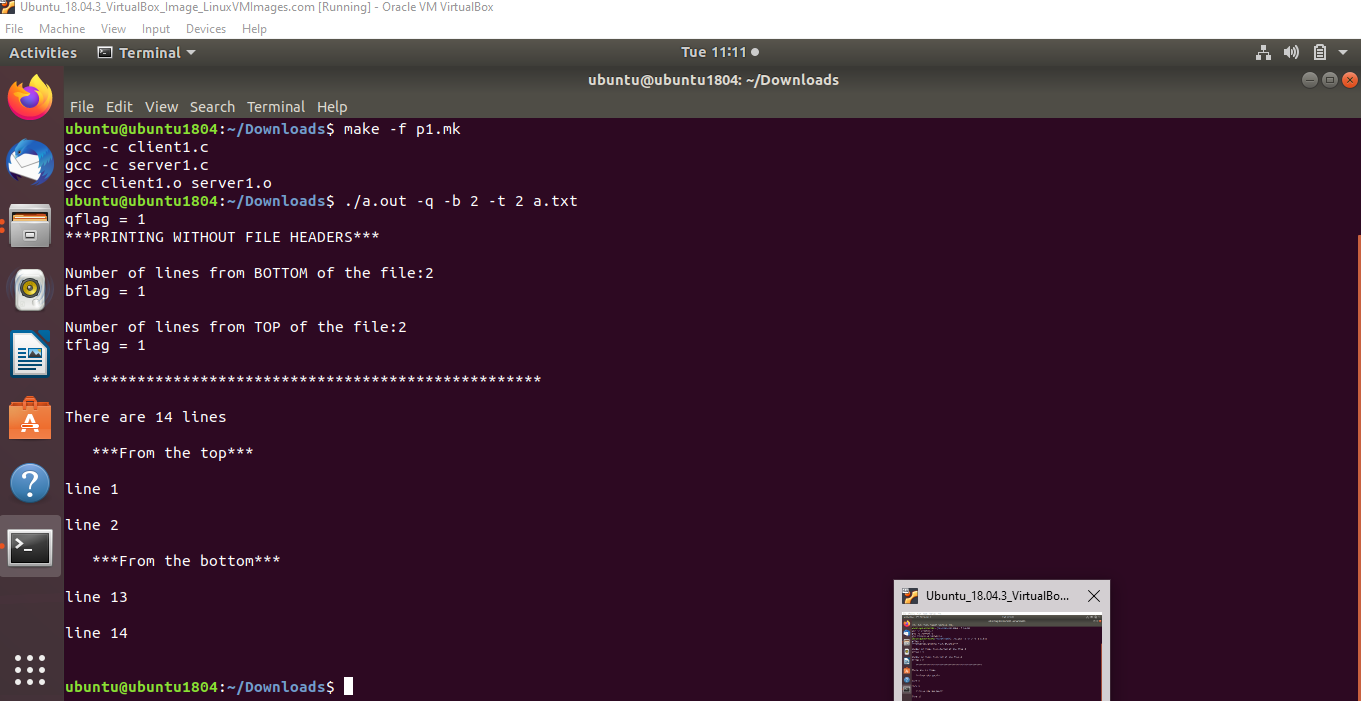 Ubuntu_18.04.3_VirtualBox_Image_LinuxVMImages.com [Running] - Oracle VM VirtualBox
File Machine View Input Devices Help
Activities Terminal Tue 11:11
ubuntu@ubuntu1804: ~/Downloads
File Edit View Search Terminal Help
ubuntu@ubuntu1804:~/Downloads$ make -f p1.mk
gcc -c client1.c
gcc -c server1.c
gcc client1.o server1.o
ubuntu@ubuntu1804:~/Downloads$ ./a.out -q -b 2 -t 2 a.txt
qflag = 1
***PRINTING WITHOUT FILE HEADERS***
Number of lines from BOTTOM of the file:2
bflag = 1
Number of lines from TOP of the file:2
tflag = 1
**************************************************
There are 14 lines
***From the top***
line 1
line 2
***From the bottom***
line 13
line 14
Ubuntu_18.04.3_VirtualBo...
ubuntu@ubuntu1804:~/Downloads$